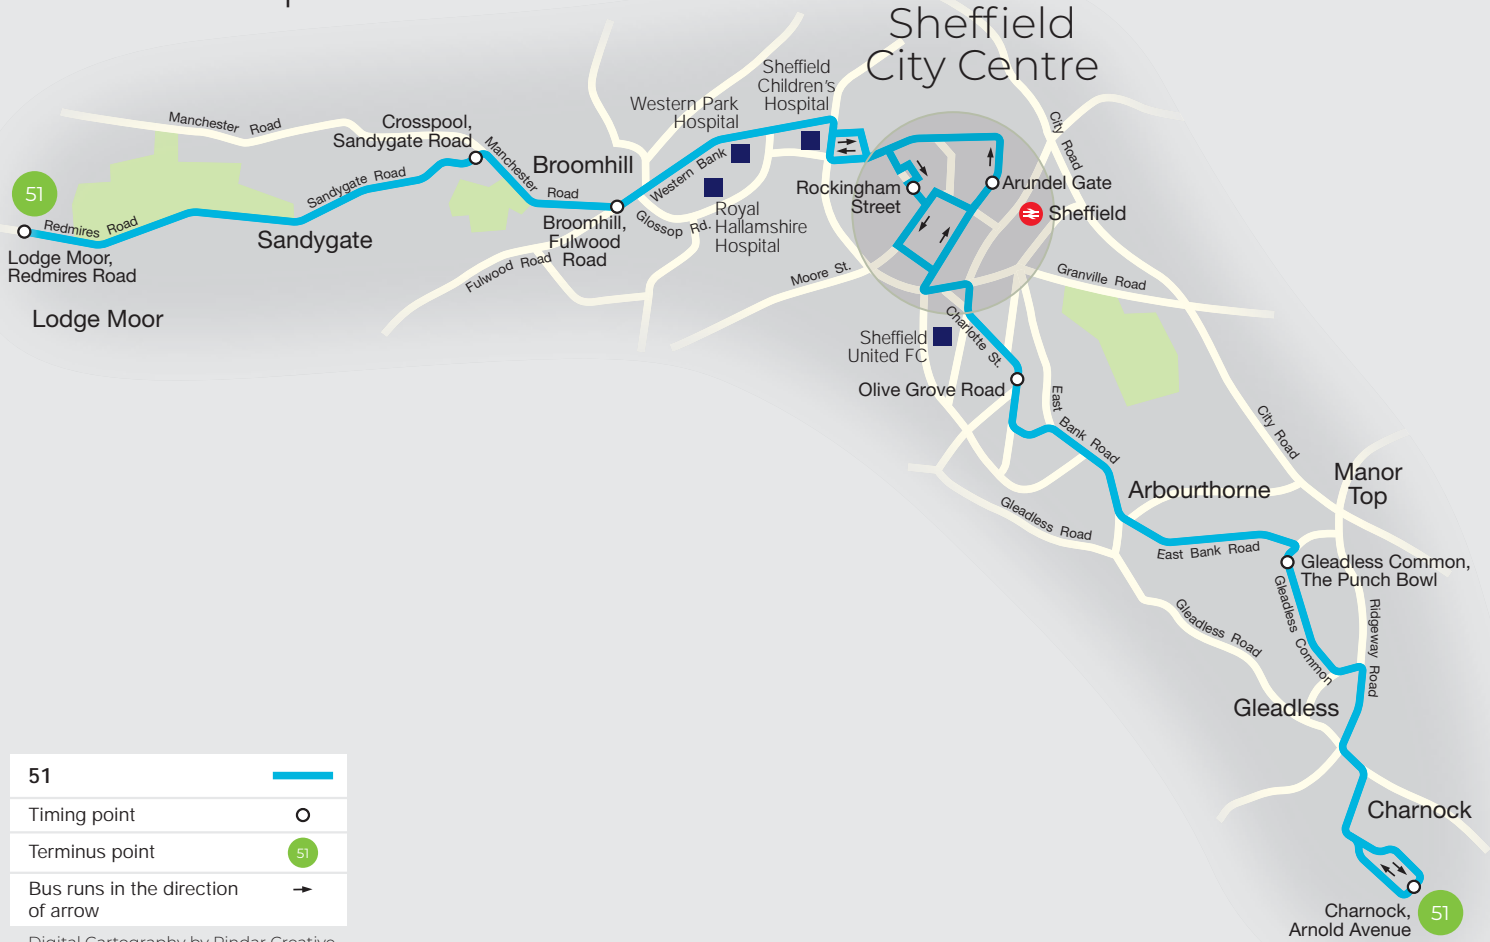 Sheffield
City Centre
Sheffield
Children's
Hospital
Western Park
Hospital
Manchester Road
Crosspool,
Sandygate Road
Manchester
Road
Broomhill
Western Bank
City Road
51
Sandygate Road
Redmires Road
Rockingham
Street
Arundel Gate
Sheffield
Royal
Hallamshire
Hospital
Glossop Rd.
Broomhill,
Fulwood
Road
Sandygate
Lodge Moor,
Redmires Road
Fulwood Road
Moore St.
Granville Road
Lodge Moor
Charlotte St.
Sheffield
United FC
Olive Grove Road
East
Bank Road
City Road
Manor
Top
Arbourthorne
Gleadless Road
East Bank Road
Gleadless Common,
The Punch Bowl
Gleadless Common
Ridgeway Road
Gleadless Road
Gleadless
Charnock
Charnock,
Arnold Avenue
51
51
Timing point
Terminus point
51
Bus runs in the direction
of arrow
Digital Cartography by Pindar Creative